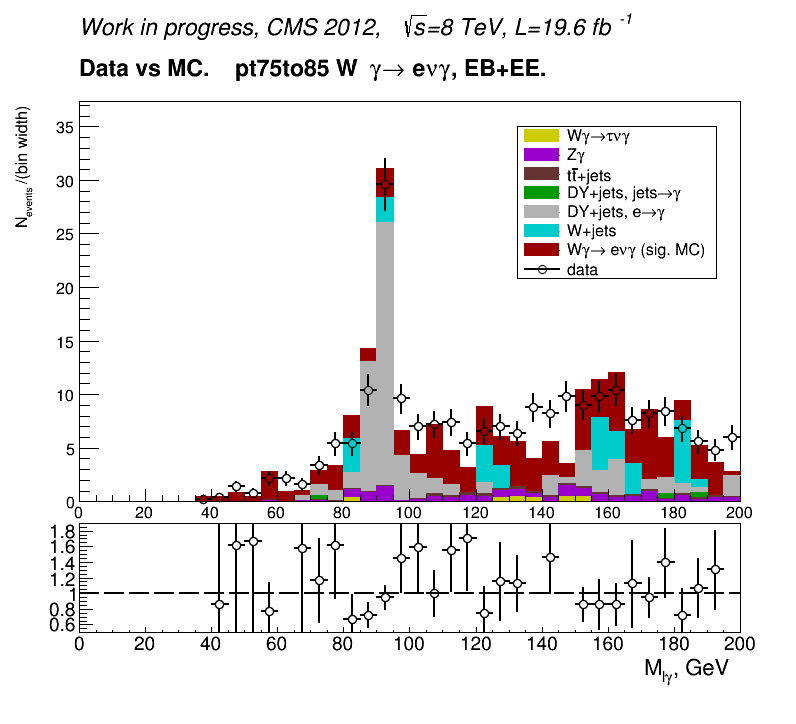 Work in progress, CMS 2012, √s=8 TeV, L=19.6 fb⁻¹
Data vs MC. pt75to85 W γ→ eνγ, EB+EE.
N_events /(bin width)
35
30
25
20
15
10
5
0
Wγ→τνγ
Zγ
tt̄+jets
DY+jets, jets→γ
DY+jets, e→γ
W+jets
Wγ→ eνγ (sig. MC)
data
0 20 40 60 80 100 120 140 160 180 200
1.8
1.6
1.4
1.2
1
0.8
0.6
0 20 40 60 80 100 120 140 160 180 200
M_lγ, GeV